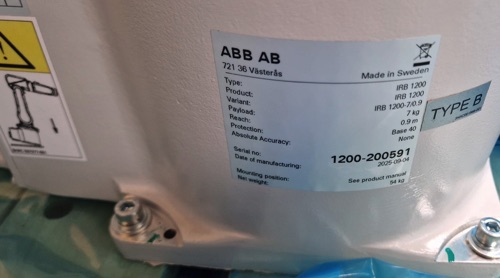 ABB AB
721 36 Västerås
Made in Sweden
Type: IRB 1200
Product: IRB 1200
Variant: IRB 1200-7/0.9
Payload: 7 kg
Reach: 0.9 m
Protection: Base 40
Absolute Accuracy: None
Serial no: 1200-200591
Date of manufacturing: 2025-09-04
Mounting position: See product manual
Net weight: 54 kg
TYPE B